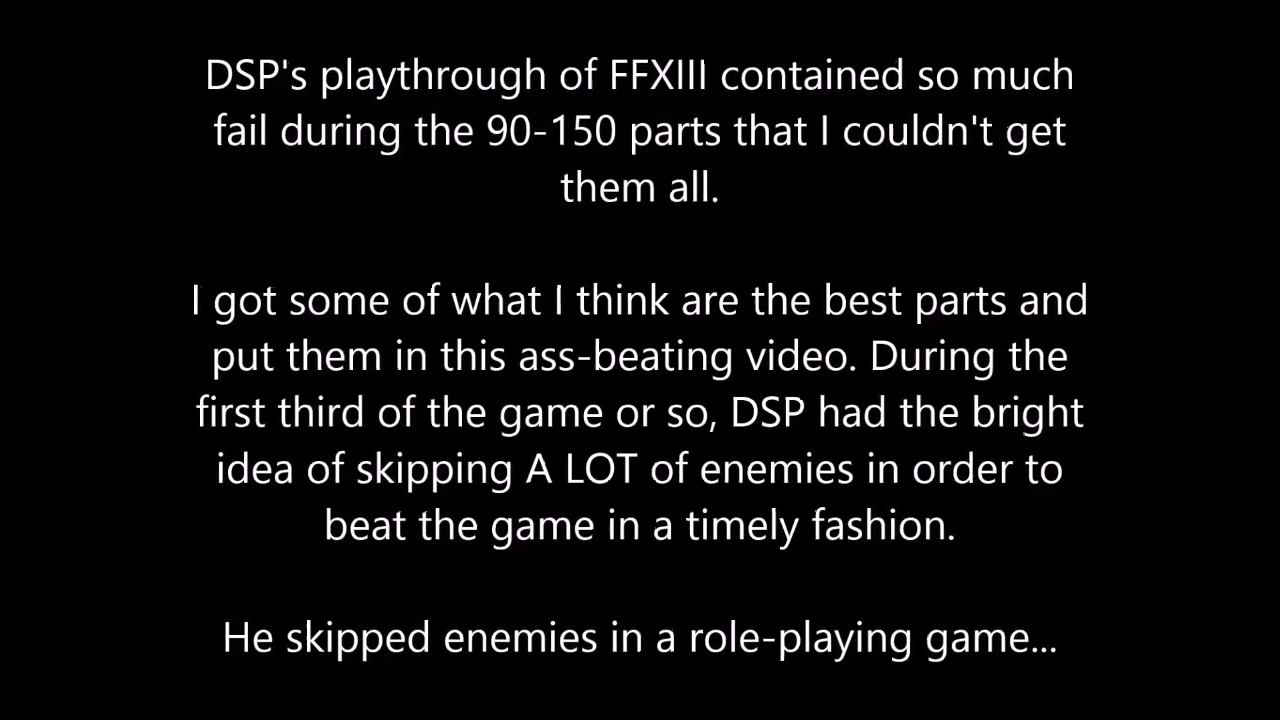 DSP's playthrough of FFXIII contained so much
fail during the 90-150 parts that I couldn't get
them all.
I got some of what I think are the best parts and
put them in this ass-beating video. During the
first third of the game or so, DSP had the bright
idea of skipping A LOT of enemies in order to
beat the game in a timely fashion.
He skipped enemies in a role-playing game...